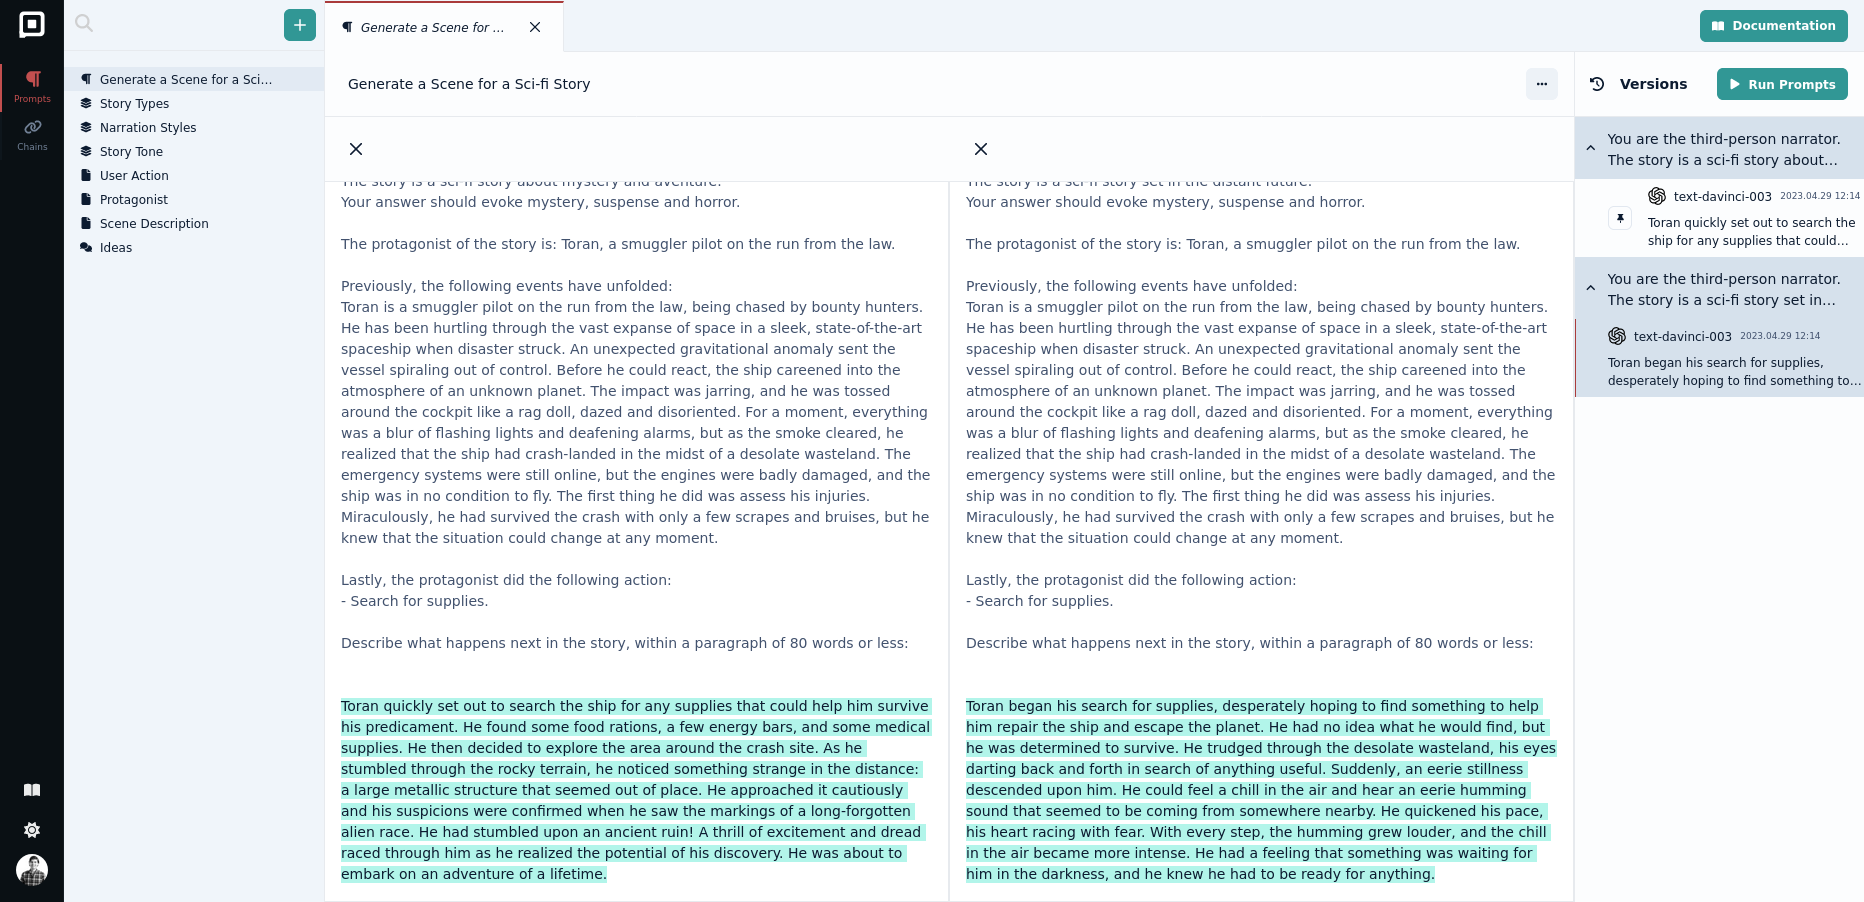 Prompts
Chains
Generate a Scene for a Sci...
Story Types
Narration Styles
Story Tone
User Action
Protagonist
Scene Description
Ideas
Generate a Scene for ...
Documentation
Generate a Scene for a Sci-fi Story
The story is a sci-fi story about mystery and aventure.
Your answer should evoke mystery, suspense and horror.
The protagonist of the story is: Toran, a smuggler pilot on the run from the law.
Previously, the following events have unfolded:
Toran is a smuggler pilot on the run from the law, being chased by bounty hunters.
He has been hurtling through the vast expanse of space in a sleek, state-of-the-art
spaceship when disaster struck. An unexpected gravitational anomaly sent the
vessel spiraling out of control. Before he could react, the ship careened into the
atmosphere of an unknown planet. The impact was jarring, and he was tossed
around the cockpit like a rag doll, dazed and disoriented. For a moment, everything
was a blur of flashing lights and deafening alarms, but as the smoke cleared, he
realized that the ship had crash-landed in the midst of a desolate wasteland. The
emergency systems were still online, but the engines were badly damaged, and the
ship was in no condition to fly. The first thing he did was assess his injuries.
Miraculously, he had survived the crash with only a few scrapes and bruises, but he
knew that the situation could change at any moment.
Lastly, the protagonist did the following action:
- Search for supplies.
Describe what happens next in the story, within a paragraph of 80 words or less:
Toran quickly set out to search the ship for any supplies that could help him survive
his predicament. He found some food rations, a few energy bars, and some medical
supplies. He then decided to explore the area around the crash site. As he
stumbled through the rocky terrain, he noticed something strange in the distance:
a large metallic structure that seemed out of place. He approached it cautiously
and his suspicions were confirmed when he saw the markings of a long-forgotten
alien race. He had stumbled upon an ancient ruin! A thrill of excitement and dread
raced through him as he realized the potential of his discovery. He was about to
embark on an adventure of a lifetime.
The story is a sci-fi story set in the distant future.
Your answer should evoke mystery, suspense and horror.
The protagonist of the story is: Toran, a smuggler pilot on the run from the law.
Previously, the following events have unfolded:
Toran is a smuggler pilot on the run from the law, being chased by bounty hunters.
He has been hurtling through the vast expanse of space in a sleek, state-of-the-art
spaceship when disaster struck. An unexpected gravitational anomaly sent the
vessel spiraling out of control. Before he could react, the ship careened into the
atmosphere of an unknown planet. The impact was jarring, and he was tossed
around the cockpit like a rag doll, dazed and disoriented. For a moment, everything
was a blur of flashing lights and deafening alarms, but as the smoke cleared, he
realized that the ship had crash-landed in the midst of a desolate wasteland. The
emergency systems were still online, but the engines were badly damaged, and the
ship was in no condition to fly. The first thing he did was assess his injuries.
Miraculously, he had survived the crash with only a few scrapes and bruises, but he
knew that the situation could change at any moment.
Lastly, the protagonist did the following action:
- Search for supplies.
Describe what happens next in the story, within a paragraph of 80 words or less:
Toran began his search for supplies, desperately hoping to find something to help
him repair the ship and escape the planet. He had no idea what he would find, but
he was determined to survive. He trudged through the desolate wasteland, his eyes
darting back and forth in search of anything useful. Suddenly, an eerie stillness
descended upon him. He could feel a chill in the air and hear an eerie humming
sound that seemed to be coming from somewhere nearby. He quickened his pace,
his heart racing with fear. With every step, the humming grew louder, and the chill
in the air became more intense. He had a feeling that something was waiting for
him in the darkness, and he knew he had to be ready for anything.
Versions
Run Prompts
You are the third-person narrator.
The story is a sci-fi story about...
text-davinci-003 2023.04.29 12:14
Toran quickly set out to search the
ship for any supplies that could...
You are the third-person narrator.
The story is a sci-fi story set in...
text-davinci-003 2023.04.29 12:14
Toran began his search for supplies,
desperately hoping to find something to...